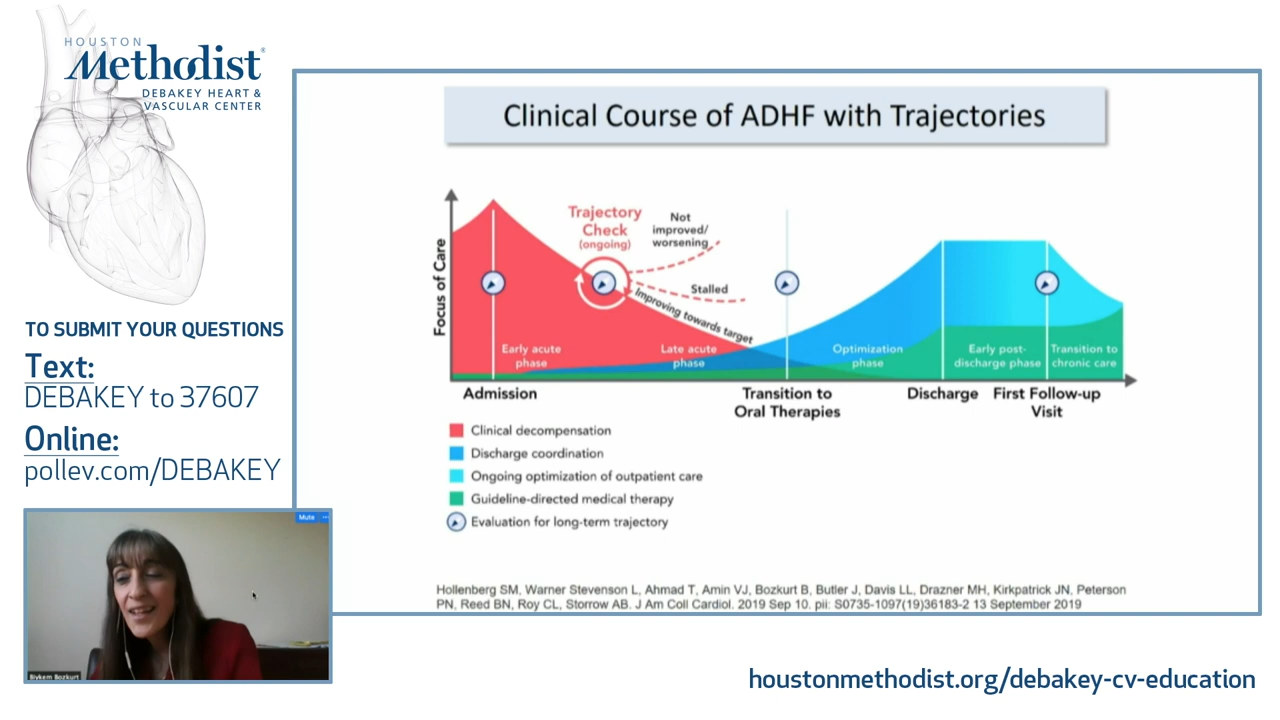 HOUSTON
Methodist®
DEBAKEY HEART &
VASCULAR CENTER
TO SUBMIT YOUR QUESTIONS
Text:
DEBAKEY to 37607
Online:
pollev.com/DEBAKEY
Mute
Biykem Bozkurt
Clinical Course of ADHF with Trajectories
Focus of Care
Trajectory
Check
(ongoing)
Not
improved/
worsening
Stalled
Improving towards target
Early acute
phase
Late acute
phase
Optimization
phase
Early post-
discharge phase
Transition to
chronic care
Admission
Transition to
Oral Therapies
Discharge
First Follow-up
Visit
Clinical decompensation
Discharge coordination
Ongoing optimization of outpatient care
Guideline-directed medical therapy
Evaluation for long-term trajectory
Hollenberg SM, Warner Stevenson L, Ahmad T, Amin VJ, Bozkurt B, Butler J, Davis LL, Drazner MH, Kirkpatrick JN, Peterson
PN, Reed BN, Roy CL, Storrow AB. J Am Coll Cardiol. 2019 Sep 10. pii: S0735-1097(19)36183-2 13 September 2019
houstonmethodist.org/debakey-cv-education